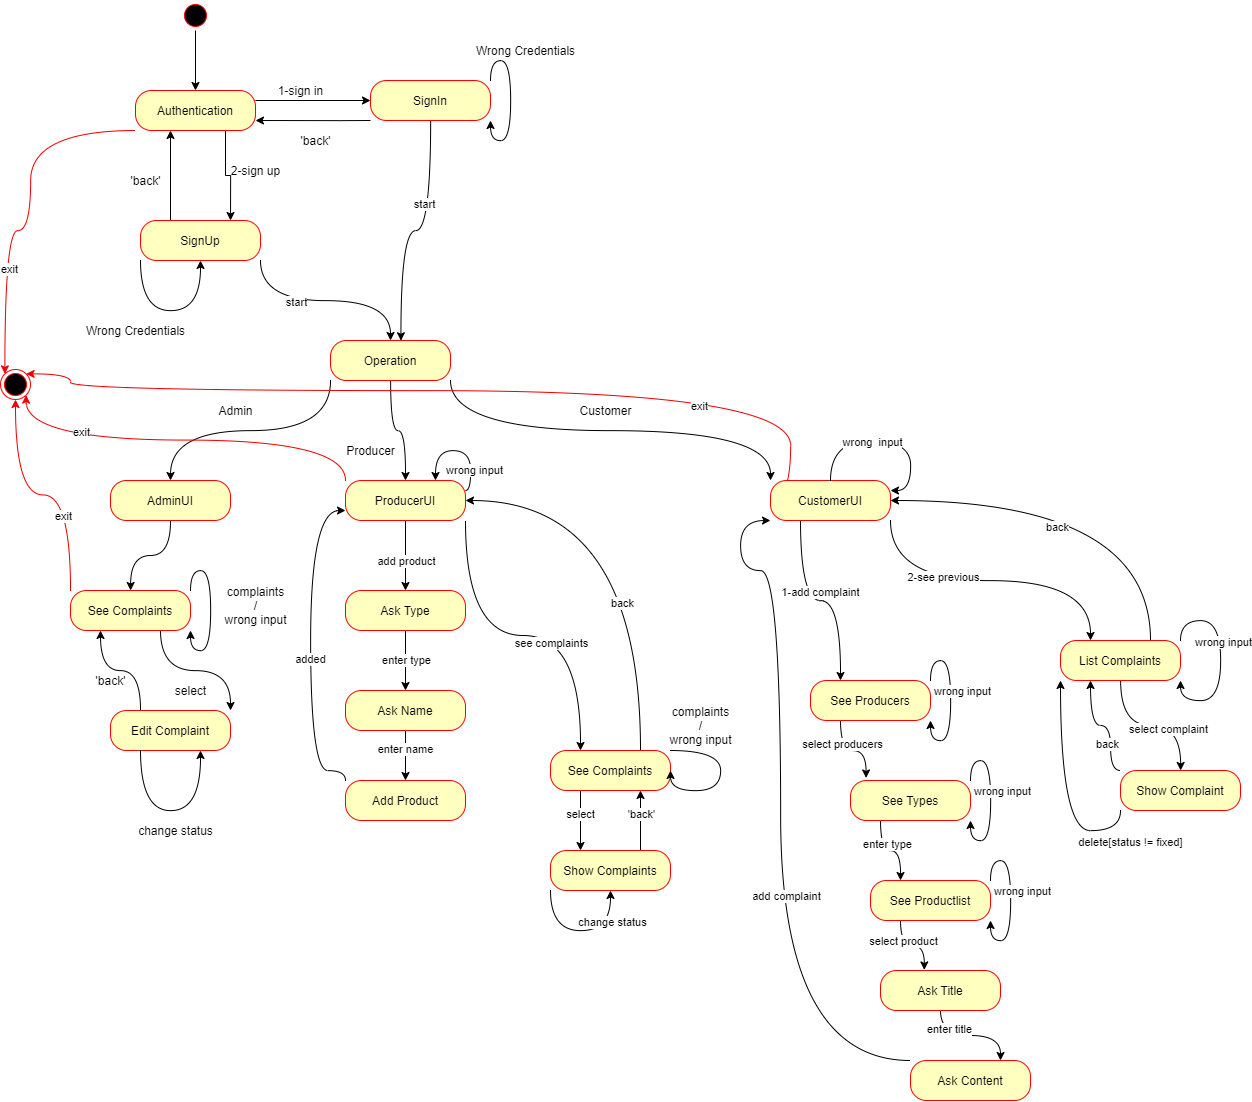 Wrong Credentials
1-sign in
SignIn
Authentication
'back'
2-sign up
'back'
start
SignUp
exit
start
Wrong Credentials
Operation
Admin
Customer
exit
exit
Producer
wrong input
wrong  input
AdminUI
ProducerUI
CustomerUI
exit
back
add product
2-see previous
complaints
/
wrong input
1-add complaint
See Complaints
Ask Type
back
see complaints
wrong input
added
enter type
List Complaints
'back'
select
wrong input
See Producers
Ask Name
complaints
/
wrong input
Edit Complaint
select complaint
enter name
select producers
back
See Complaints
wrong input
Show Complaint
Add Product
See Types
select
'back'
change status
enter type
delete[status != fixed]
Show Complaints
wrong input
add complaint
See Productlist
change status
select product
Ask Title
enter title
Ask Content